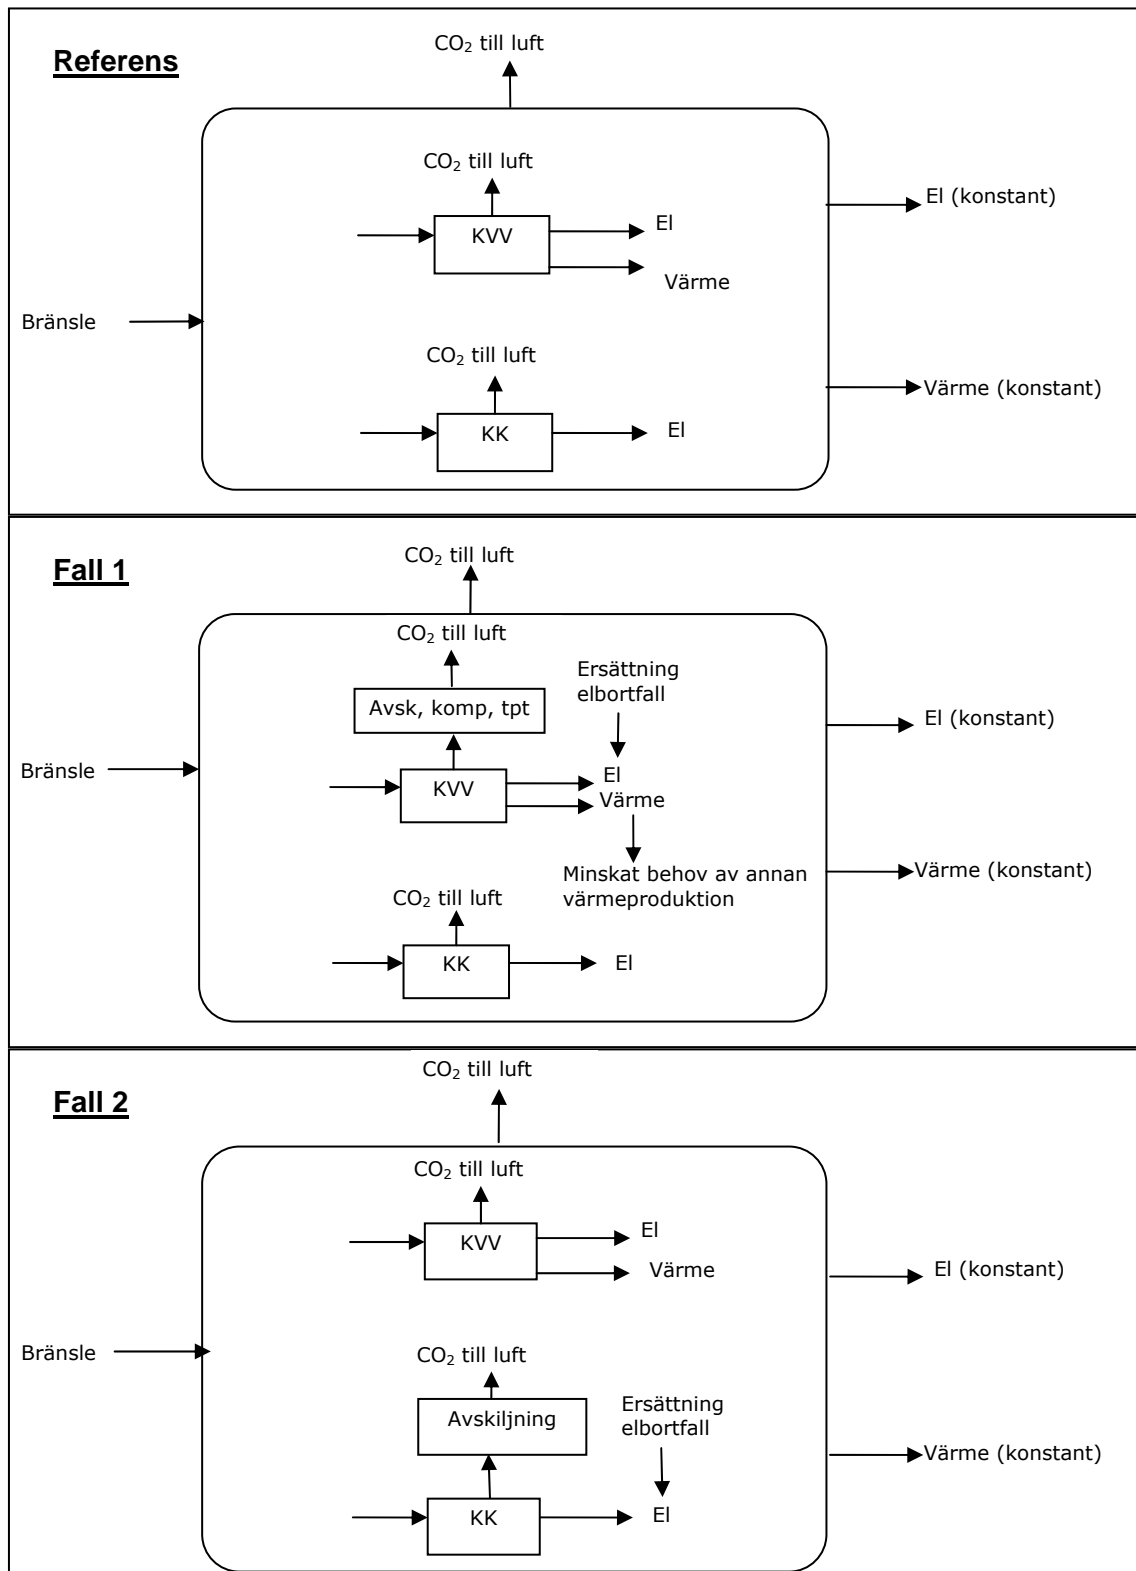 Referens
CO₂ till luft
CO₂ till luft
KVV
El
Värme
El (konstant)
Bränsle
CO₂ till luft
KK
El
Värme (konstant)
Fall 1
CO₂ till luft
CO₂ till luft
Ersättning
elbortfall
Avsk, komp, tpt
El (konstant)
Bränsle
KVV
El
Värme
Minskat behov av annan
värmeproduktion
Värme (konstant)
CO₂ till luft
KK
El
Fall 2
CO₂ till luft
CO₂ till luft
KVV
El
Värme
El (konstant)
Bränsle
CO₂ till luft
Avskiljning
Ersättning
elbortfall
Värme (konstant)
KK
El